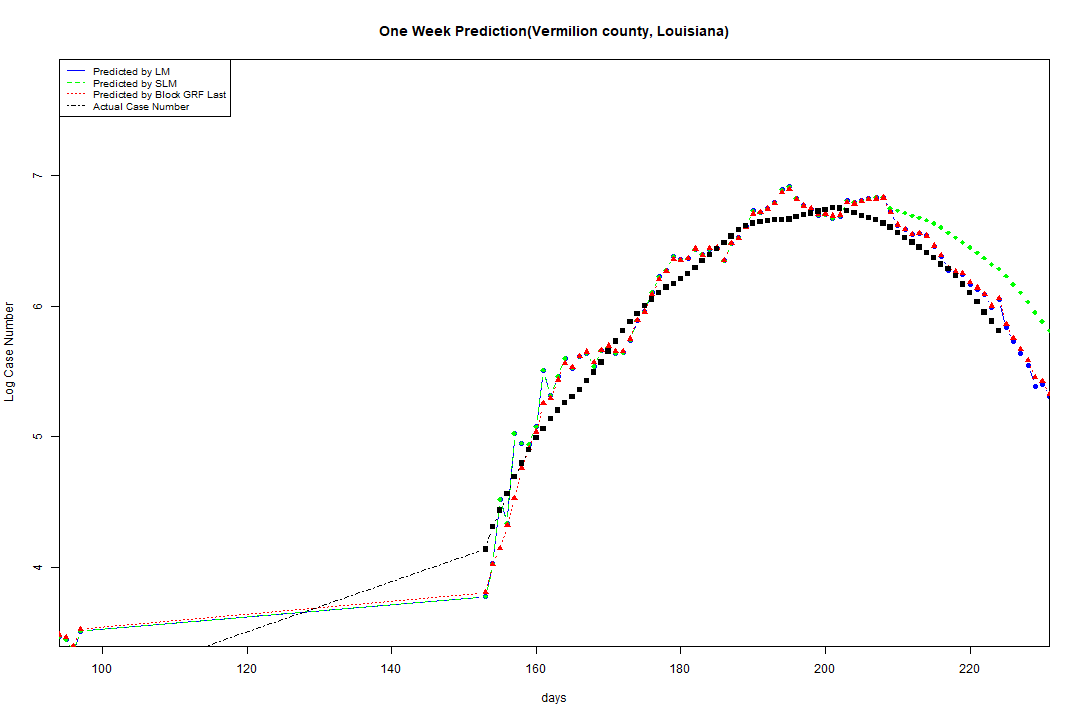 One Week Prediction(Vermilion county, Louisiana)
Predicted by LM
Predicted by SLM
Predicted by Block GRF Last
Actual Case Number
7
6
5
4
Log Case Number
100 120 140 160 180 200 220
days